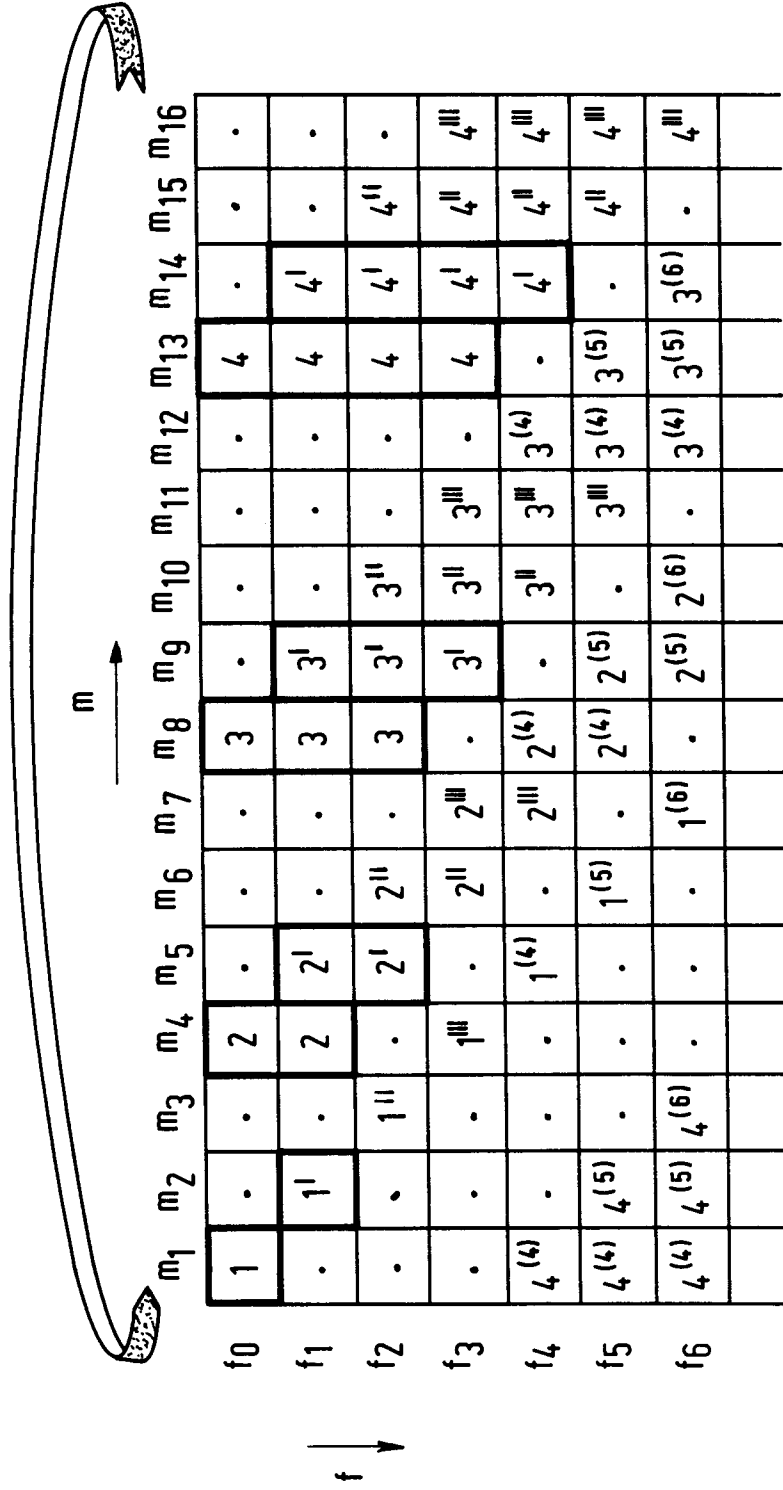 m
m1 m2 m3 m4 m5 m6 m7 m8 m9 m10 m11 m12 m13 m14 m15 m16
f
f0 1 . . 2 . . . 3 . . . . 4 . . .
f1 . 1' . 2 2' . . 3 3' . . . 4 4' . .
f2 . . 1'' . 2' 2'' . 3 3' 3'' . . 4 4' 4'' .
f3 . . . 1''' . 2'' 2''' . 3' 3'' 3''' . 4 4' 4'' 4'''
f4 4(4) . . . 1(4) . 2''' 2(4) . 3'' 3''' 3(4) . 4' 4'' 4'''
f5 4(4) 4(5) . . . 1(5) . 2(4) 2(5) . 3''' 3(4) 3(5) . 4'' 4'''
f6 4(4) 4(5) 4(6) . . . 1(6) . 2(5) 2(6) . 3(4) 3(5) 3(6) . 4'''